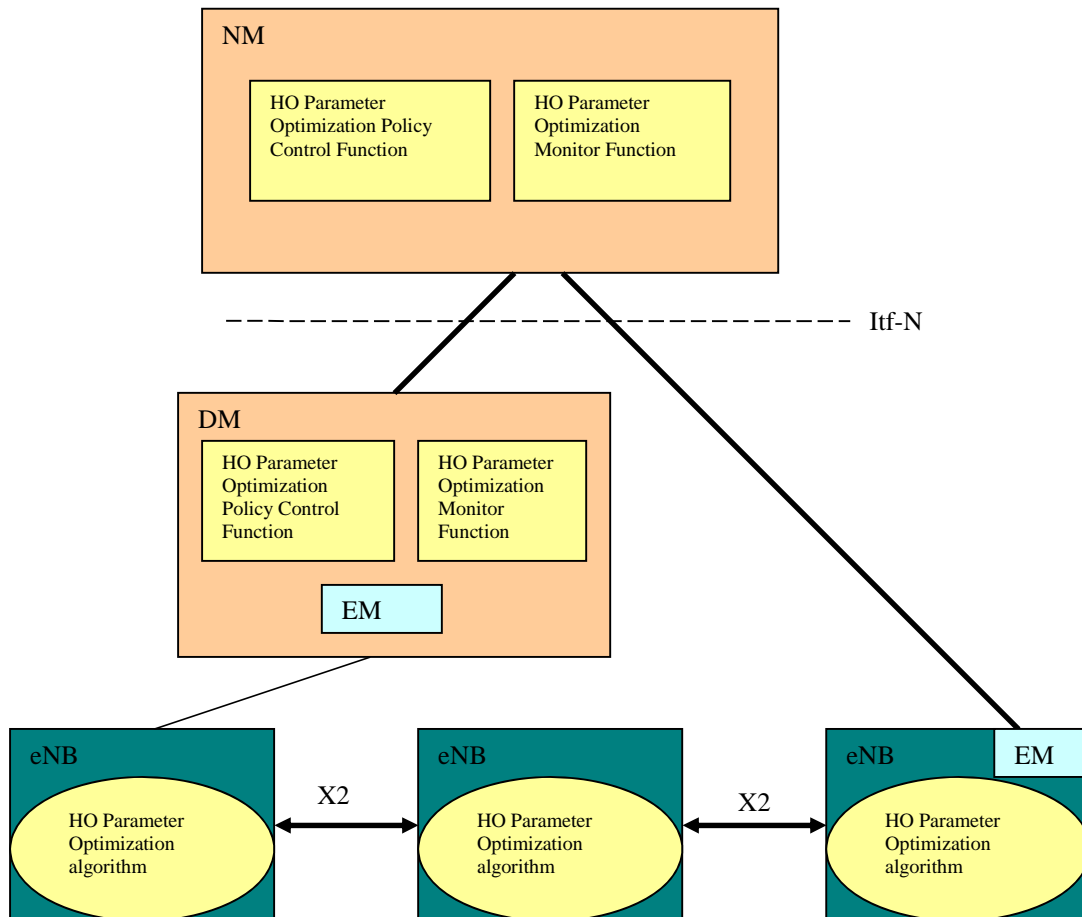 NM
HO Parameter
Optimization Policy
Control Function
HO Parameter
Optimization
Monitor Function
Itf-N
DM
HO Parameter
Optimization
Policy Control
Function
HO Parameter
Optimization
Monitor
Function
EM
eNB
HO Parameter
Optimization
algorithm
X2
eNB
HO Parameter
Optimization
algorithm
X2
eNB
EM
HO Parameter
Optimization
algorithm